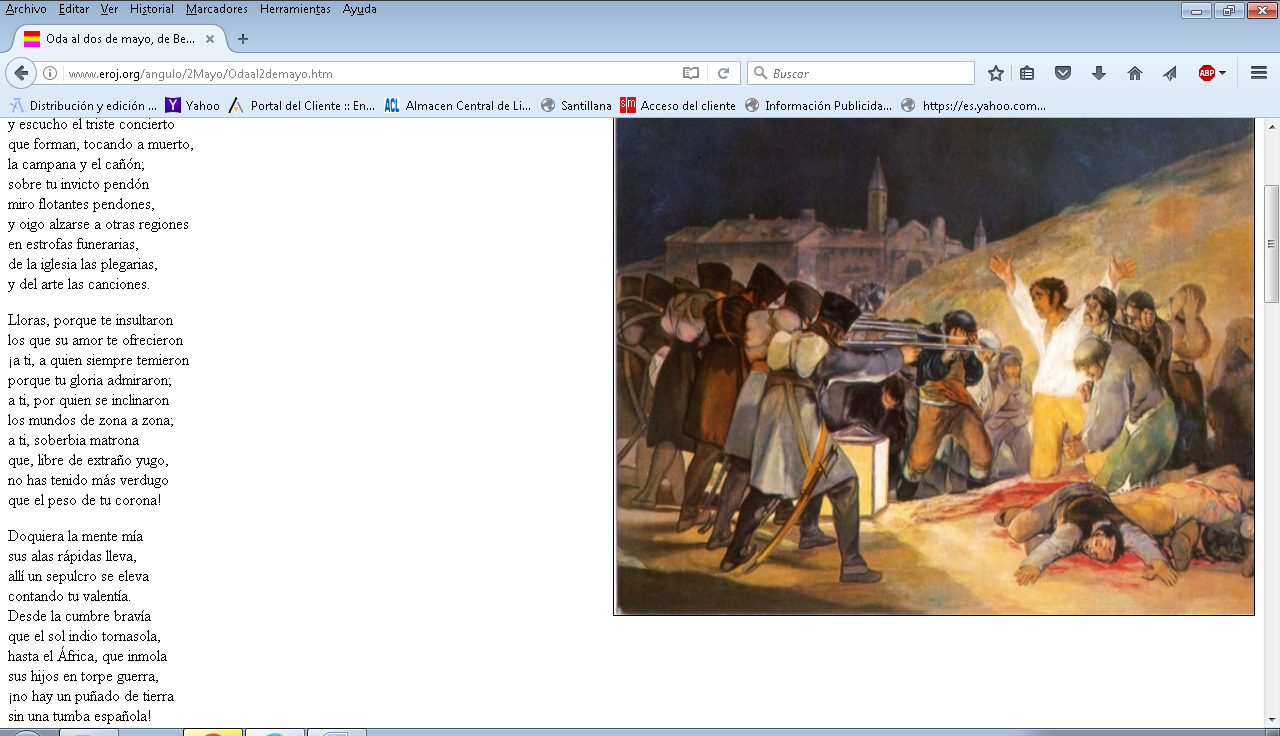 Archivo Editar Ver Historial Marcadores Herramientas Ayuda
Oda al dos de mayo, de Be...
www.eroj.org/angulo/2Mayo/Odaal2demayo.htm
Buscar
ABP
Distribución y edición ... Yahoo Portal del Cliente :: En... ACL Almacen Central de Li... Santillana sm Acceso del cliente Información Publicida... https://es.yahoo.com...
y escucho el triste concierto
que forman, tocando a muerto,
la campana y el cañón;
sobre tu invicto pendón
miro flotantes pendones,
y oigo alzarse a otras regiones
en estrofas funerarias,
de la iglesia las plegarias,
y del arte las canciones.
Lloras, porque te insultaron
los que su amor te ofrecieron
¡a ti, a quien siempre temieron
porque tu gloria admiraron;
a ti, por quien se inclinaron
los mundos de zona a zona;
a ti, soberbia matrona
que, libre de extraño yugo,
no has tenido más verdugo
que el peso de tu corona!
Doquiera la mente mía
sus alas rápidas lleva,
allí un sepulcro se eleva
contando tu valentía.
Desde la cumbre bravía
que el sol indio tornasola,
hasta el África, que inmola
sus hijos en torpe guerra,
¡no hay un puñado de tierra
sin una tumba española!